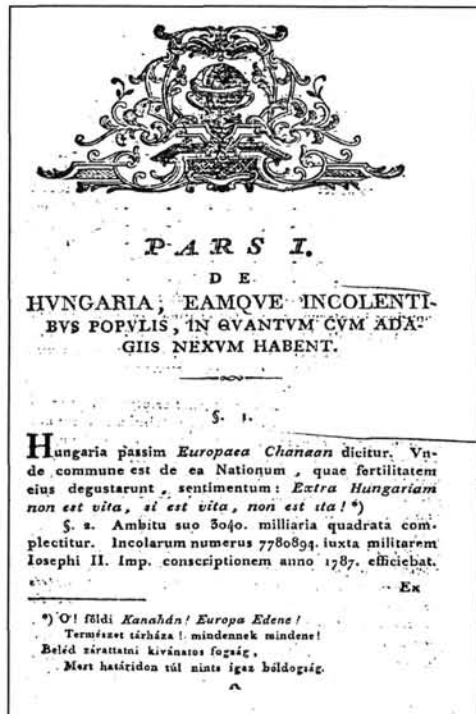 PARS I.
DE
HVNGARIA, EAMQVE INCOLENTI-
BVS POPVLIS, IN QVANTVM CVM ADA-
GIIS NEXVM HABENT.
§. 1.
Hungaria passim Europaea Chanaan dicitur. Vn-
de commune est de ea Nationum, quae fertilitatem
eius degustarunt, sentimentum: Extra Hungariam
non est vita, si est vita, non est ita! *)
§. 2. Ambitu suo 3040. milliaria quadrata com-
plectitur. Incolarum numerus 7780894. iuxta militarem
Iosephi II. Imp. conscriptionem anno 1787. efficiebat.
Ex
*) O! földi Kanahán! Europa Edene!
Természet tárháza! mindennek mindene!
Beléd zárattatni kivánatos fogság,
Mert határidon túl nints igaz bóldogság.